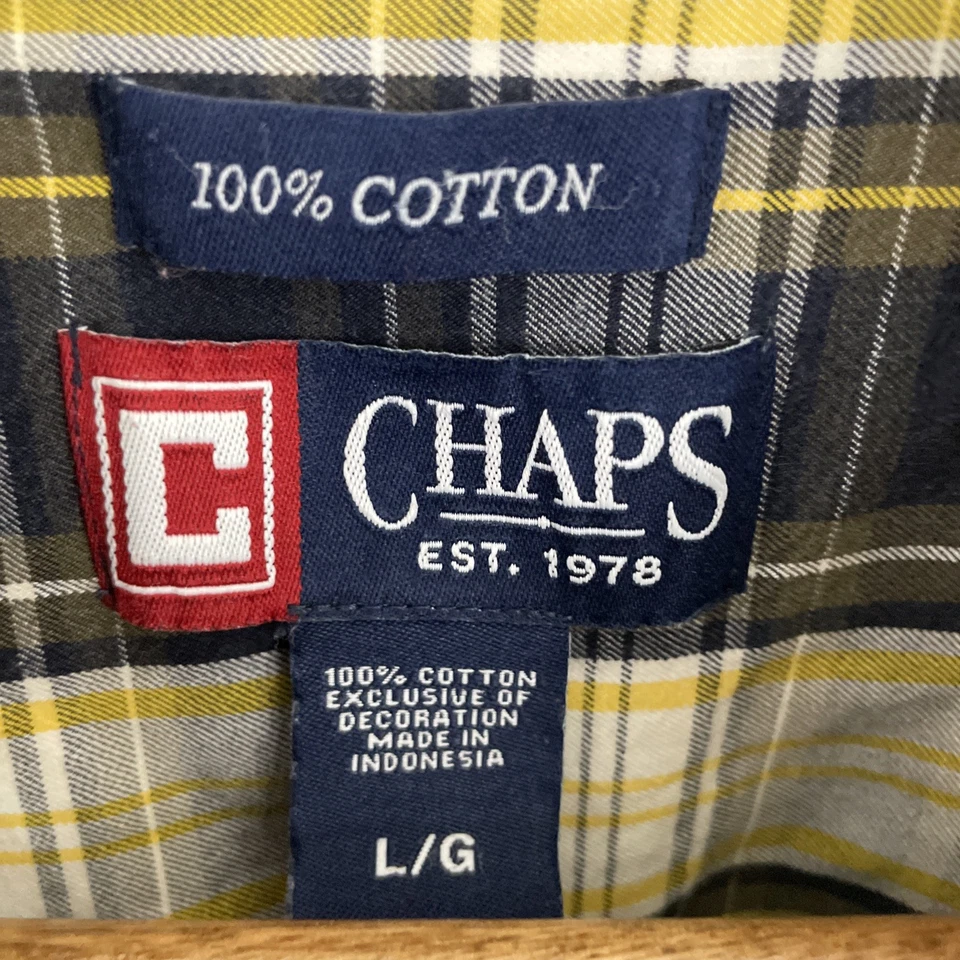 100% COTTON
C
CHAPS
EST. 1978
100% COTTON
EXCLUSIVE OF
DECORATION
MADE IN
INDONESIA
L/G